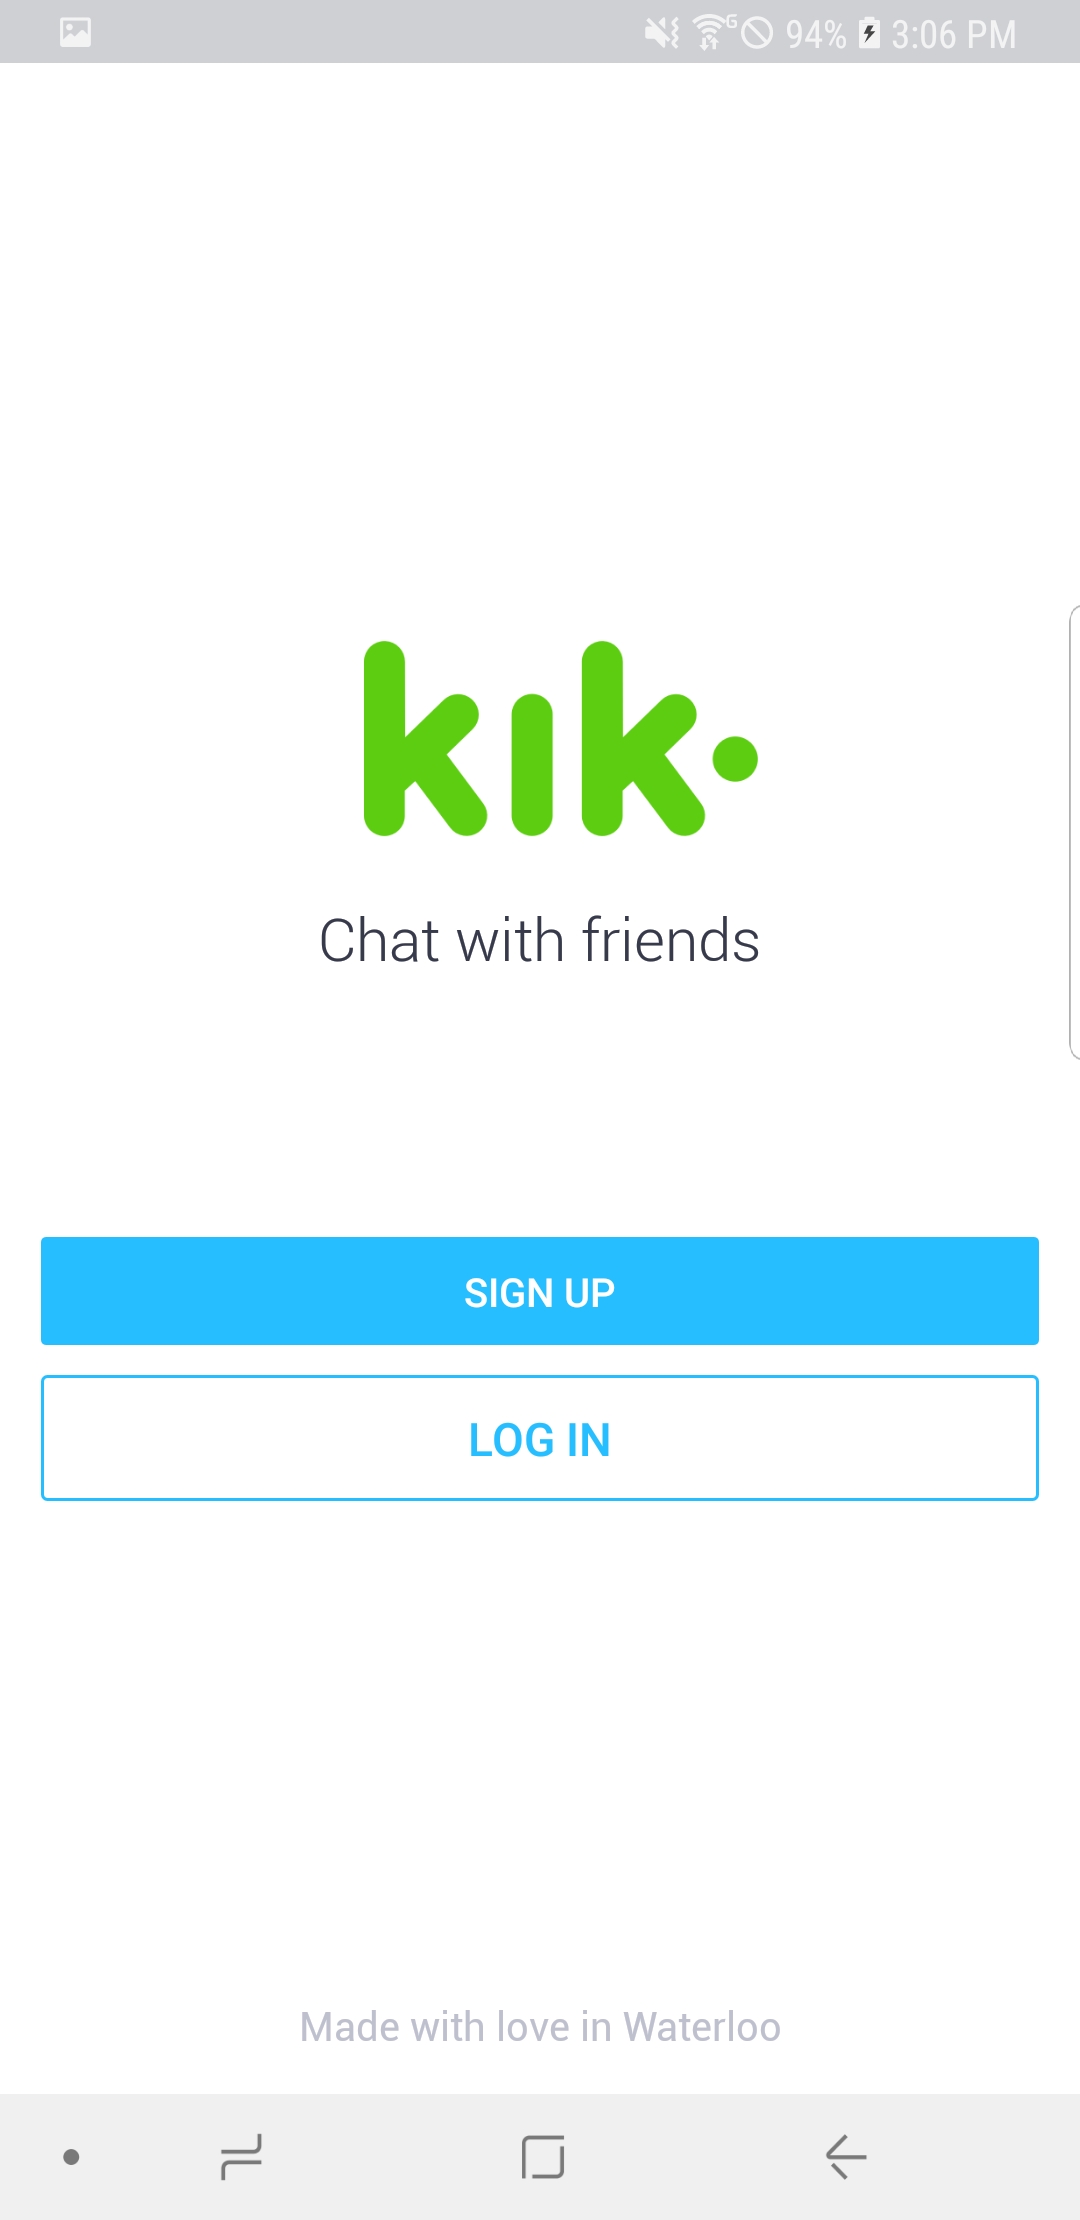 94% 3:06 PM
kik.
Chat with friends
SIGN UP
LOG IN
Made with love in Waterloo